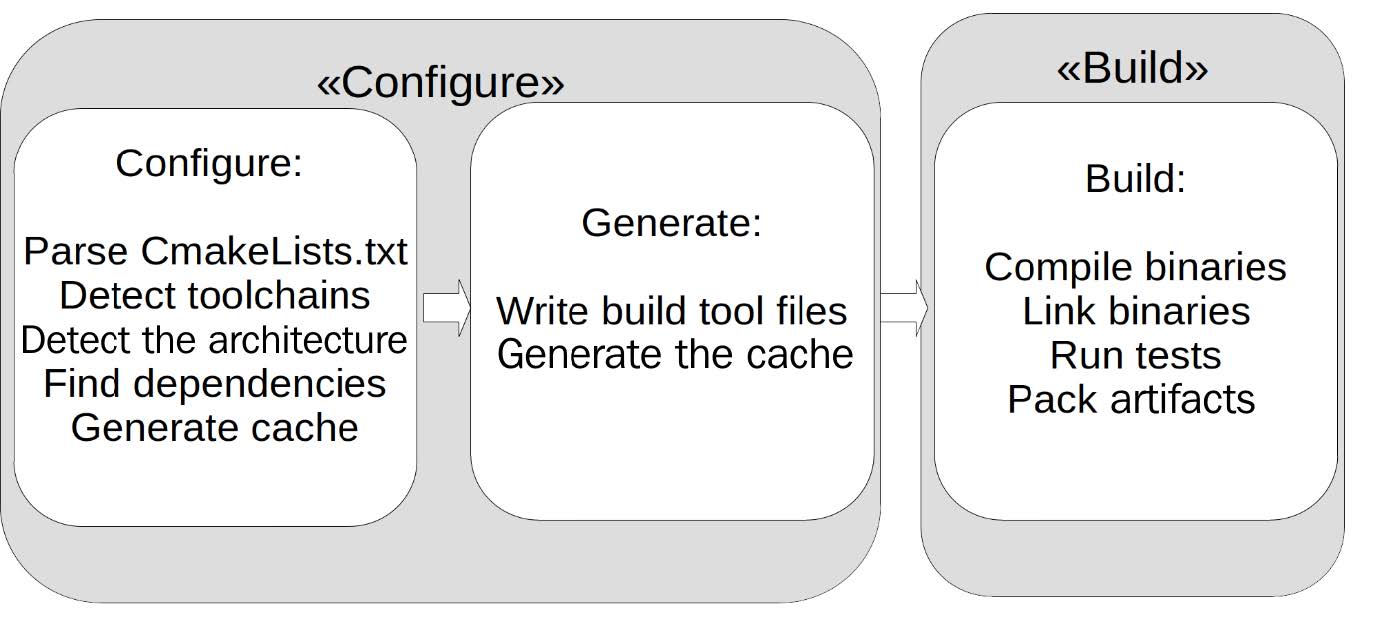 «Configure»
Configure:
Parse CmakeLists.txt
Detect toolchains
Detect the architecture
Find dependencies
Generate cache
Generate:
Write build tool files
Generate the cache
«Build»
Build:
Compile binaries
Link binaries
Run tests
Pack artifacts